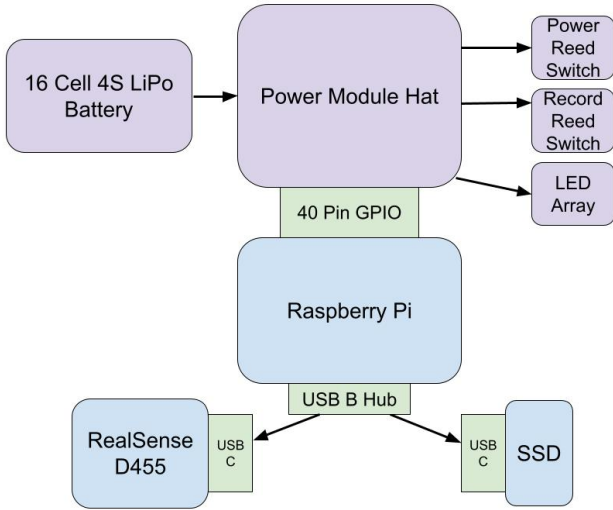 16 Cell 4S LiPo
Battery
Power Module Hat
Power
Reed
Switch
Record
Reed
Switch
LED
Array
40 Pin GPIO
Raspberry Pi
USB B Hub
RealSense
D455
USB
C
USB
C
SSD